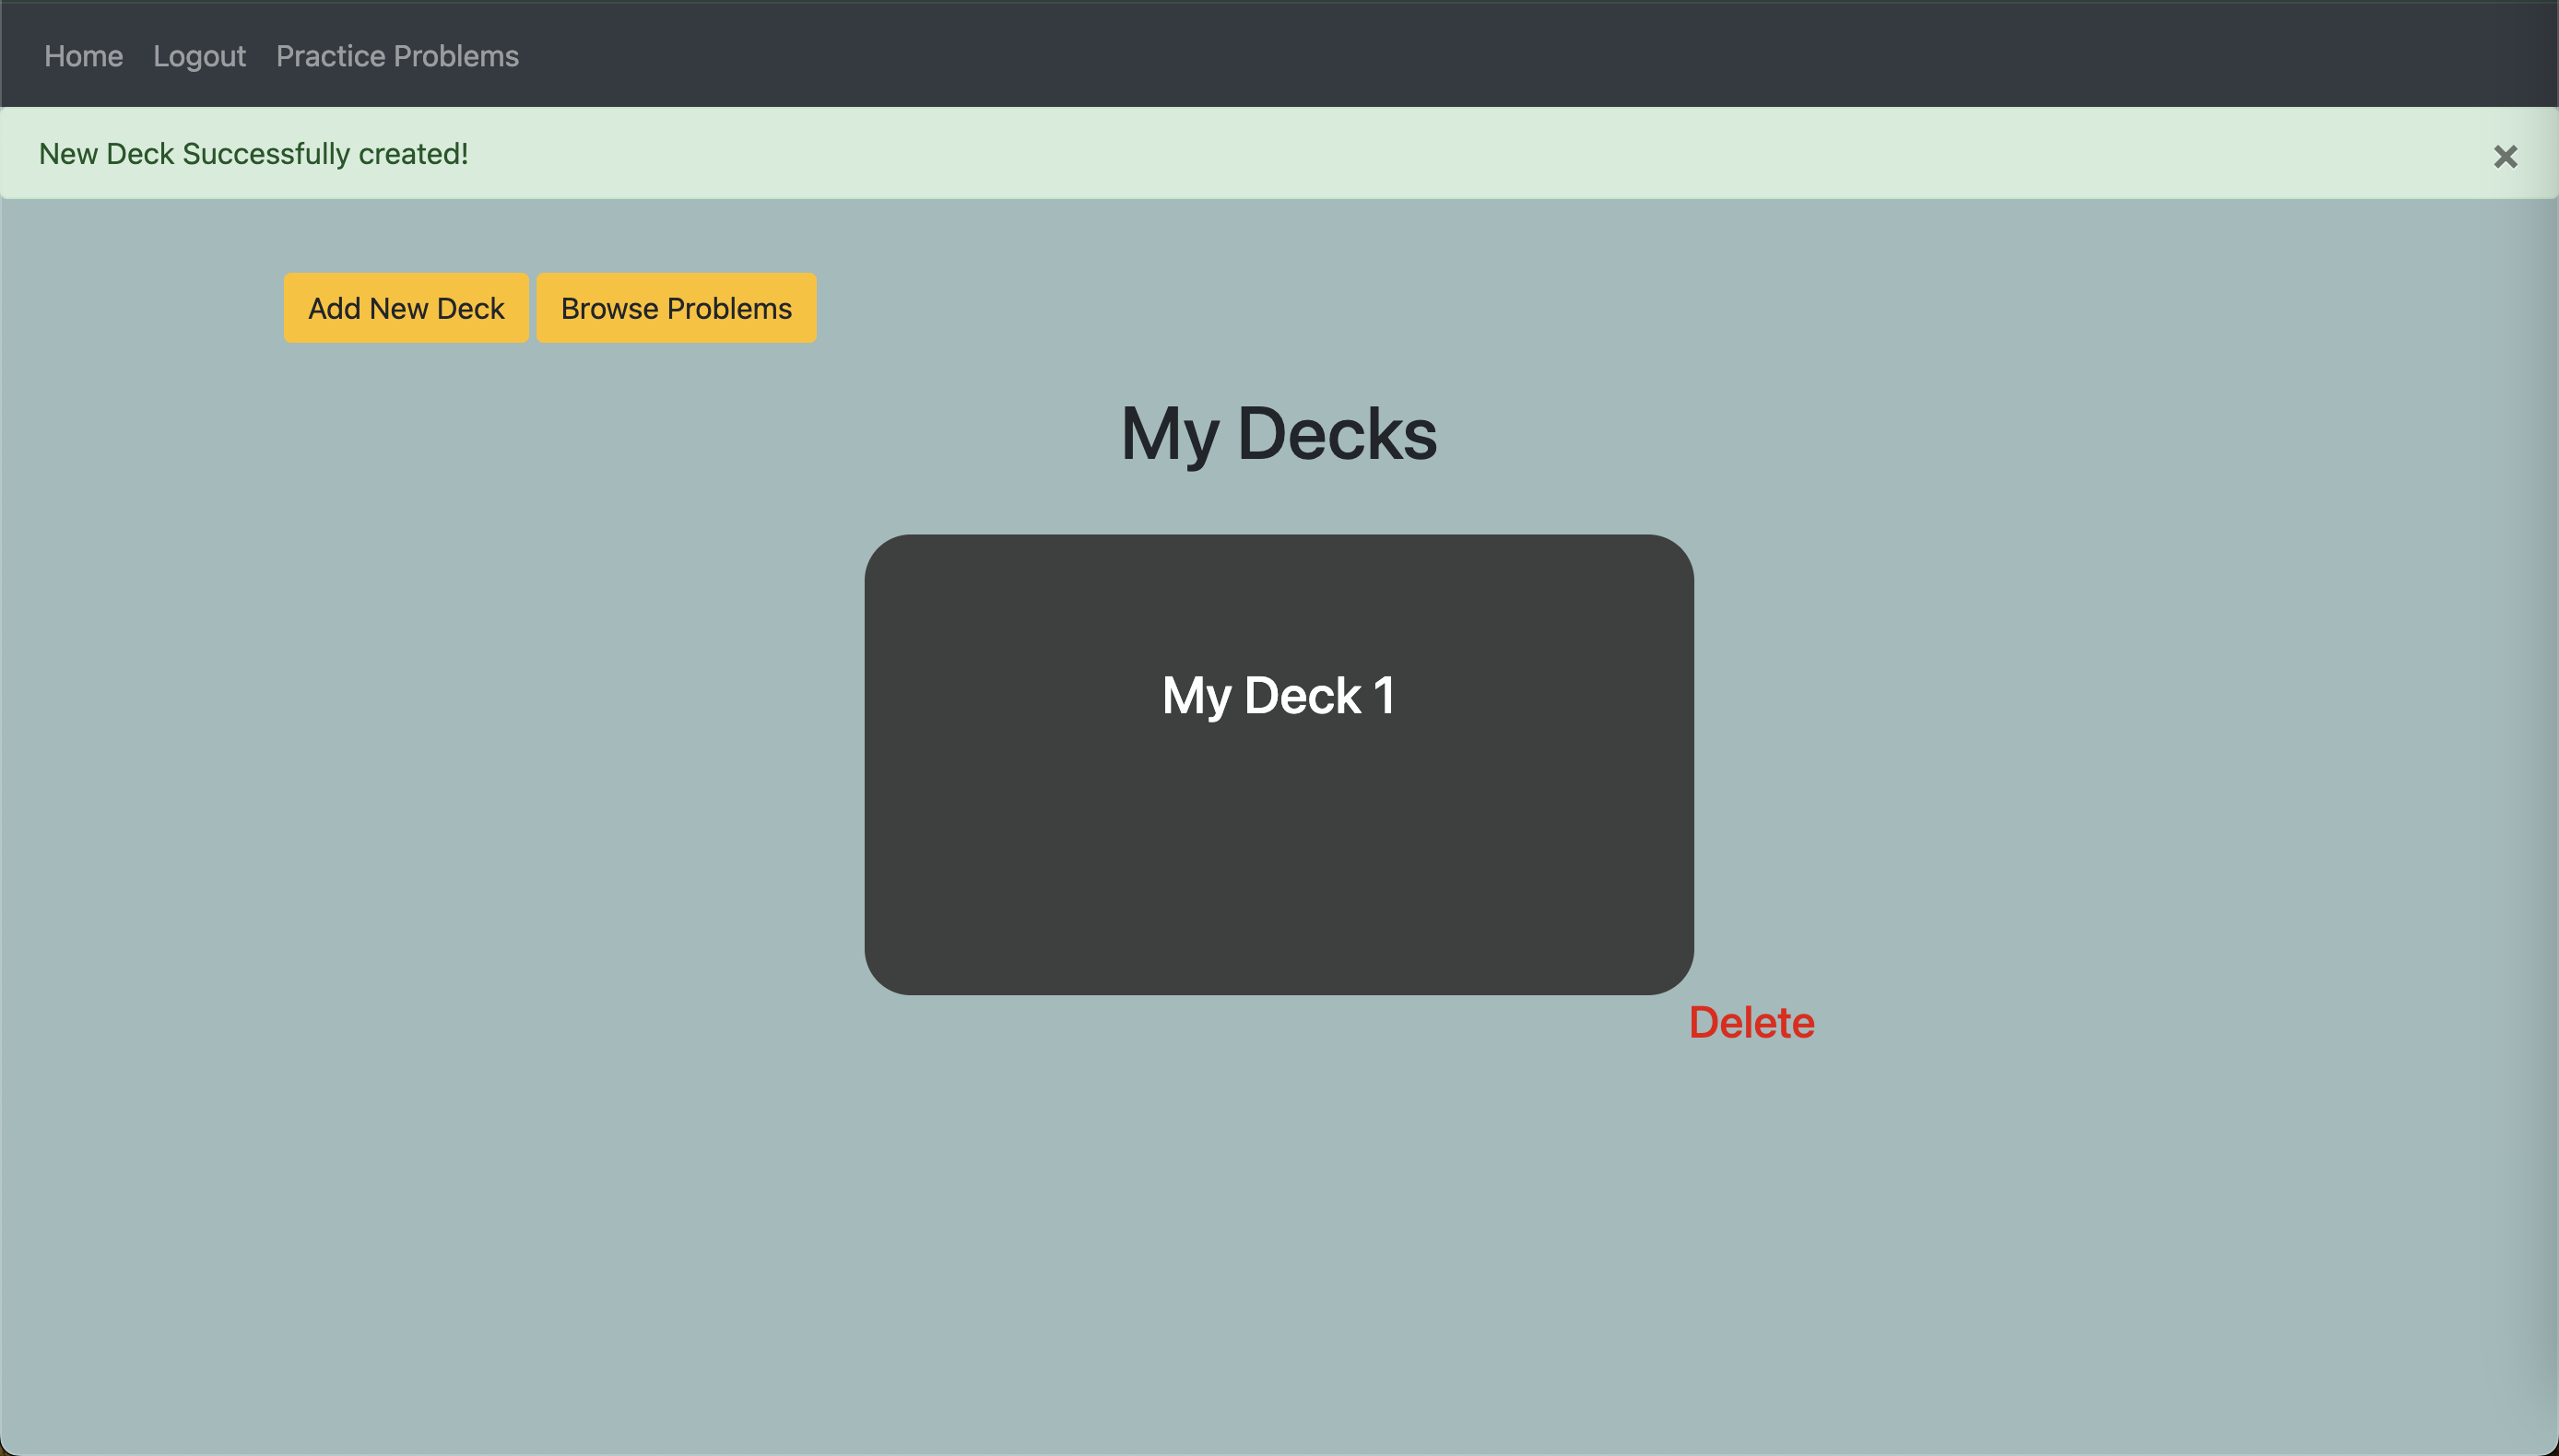 Home Logout Practice Problems
New Deck Successfully created!
Add New Deck Browse Problems
My Decks
My Deck 1
Delete